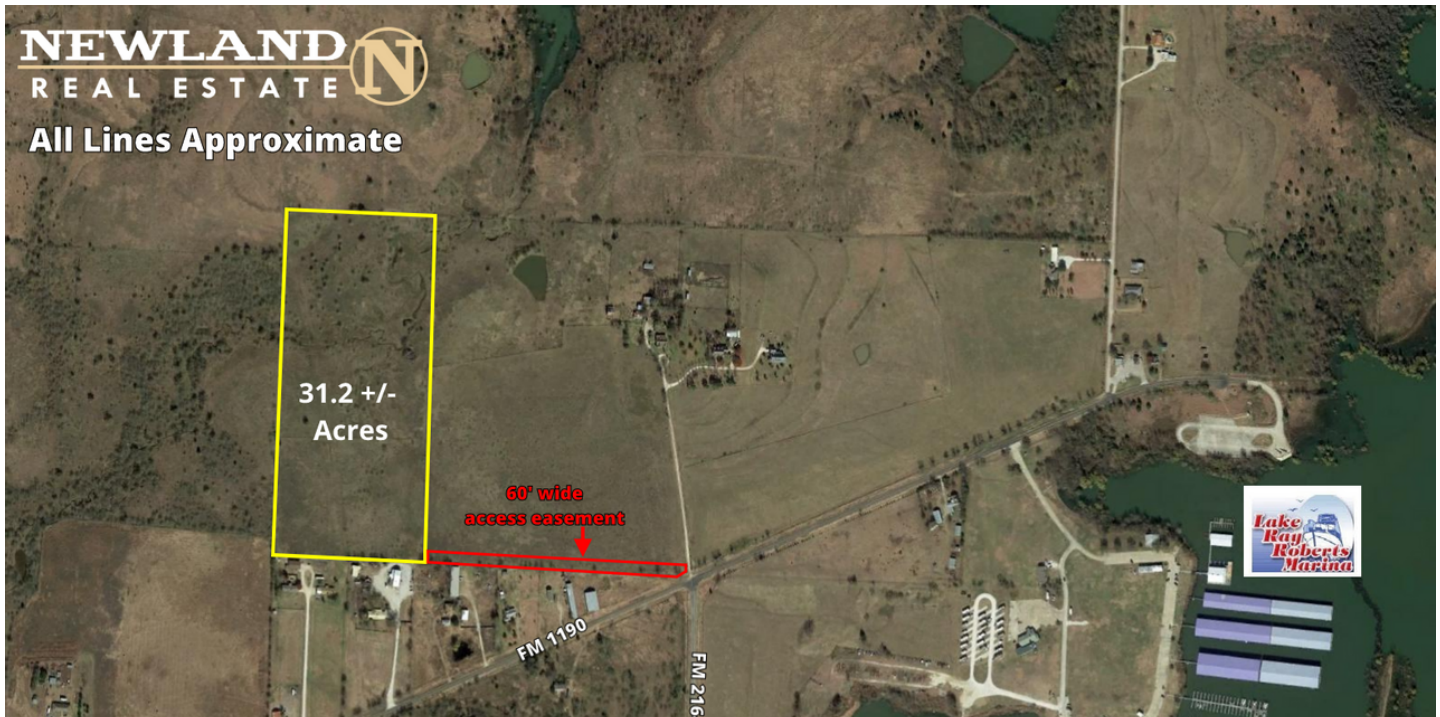 NEWLAND N
REAL ESTATE
All Lines Approximate
31.2 +/-
Acres
60' wide
access easement
Lake
Ray
Roberts
Marina
FM 1190
FM 216